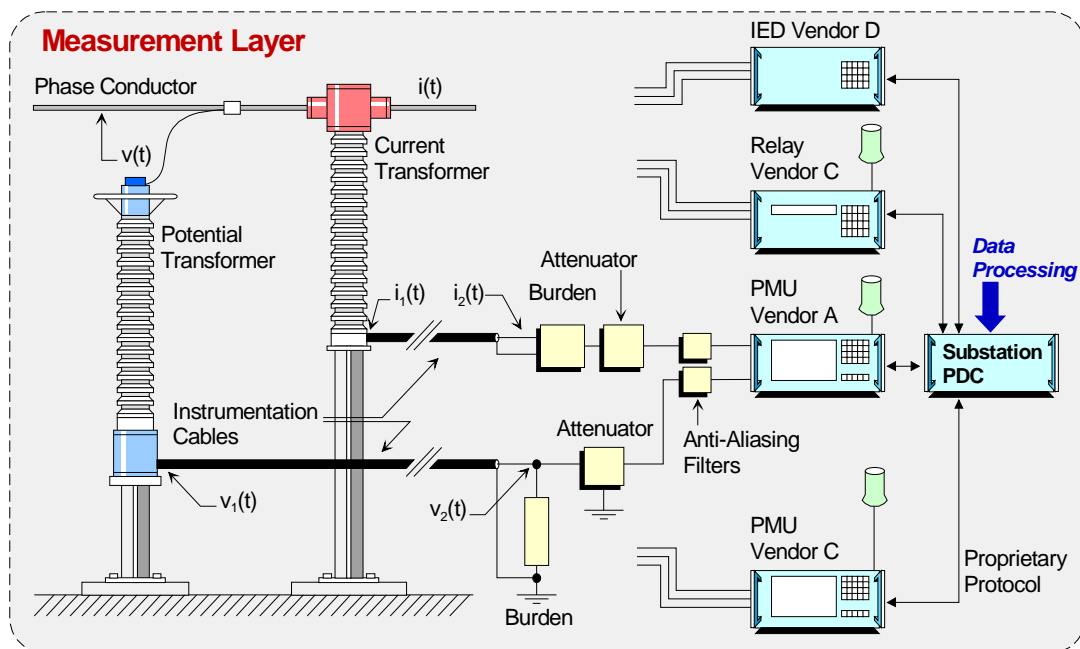 Measurement Layer
Phase Conductor
i(t)
v(t)
Current
Transformer
Potential
Transformer
i1(t)
i2(t)
Attenuator
Burden
Instrumentation
Cables
v1(t)
v2(t)
Attenuator
Burden
Anti-Aliasing
Filters
IED Vendor D
Relay
Vendor C
PMU
Vendor A
Data
Processing
Substation
PDC
PMU
Vendor C
Proprietary
Protocol